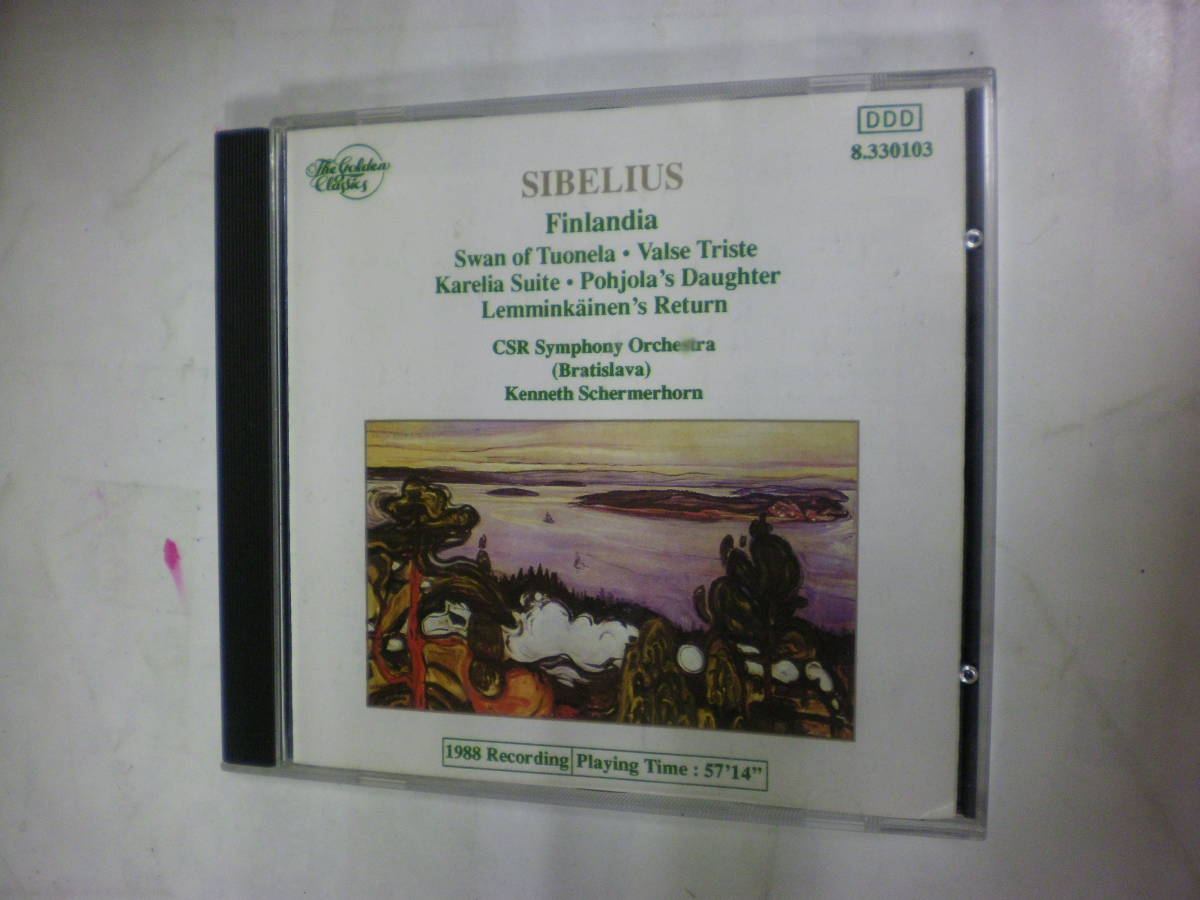 The Golden
Classics
DDD
8.330103
SIBELIUS
Finlandia
Swan of Tuonela • Valse Triste
Karelia Suite • Pohjola's Daughter
Lemminkäinen's Return
CSR Symphony Orchestra
(Bratislava)
Kenneth Schermerhorn
1988 Recording Playing Time : 57'14"